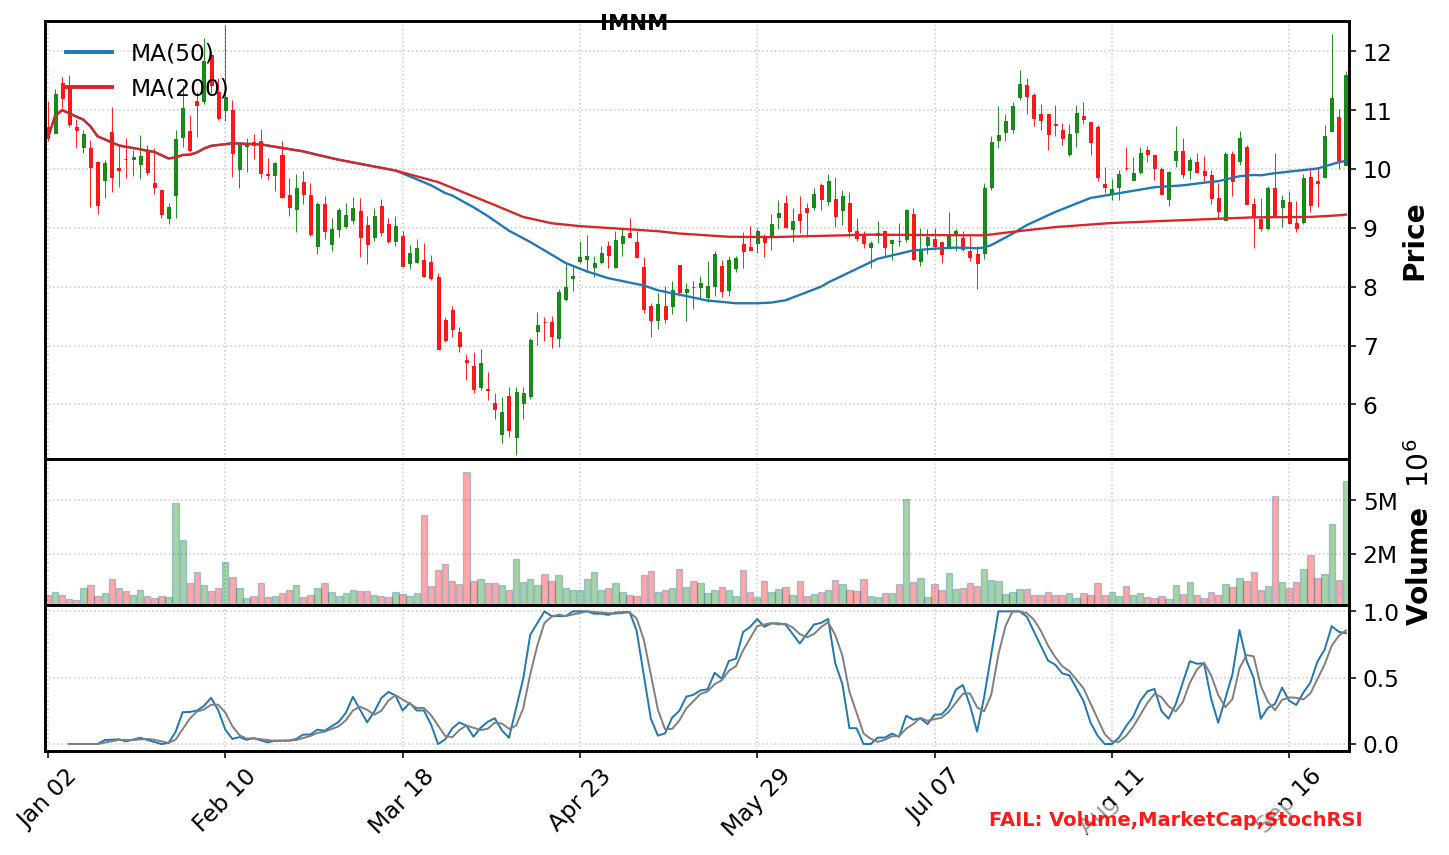 IMNM
MA(50)
MA(200)
12
11
10
9
8
7
6
Price
5M
2M
Volume 10^6
1.0
0.5
0.0
Jan 02
Feb 10
Mar 18
Apr 23
May 29
Jul 07
Aug 11
Sep 16
FAIL: Volume,MarketCap,StochRSI